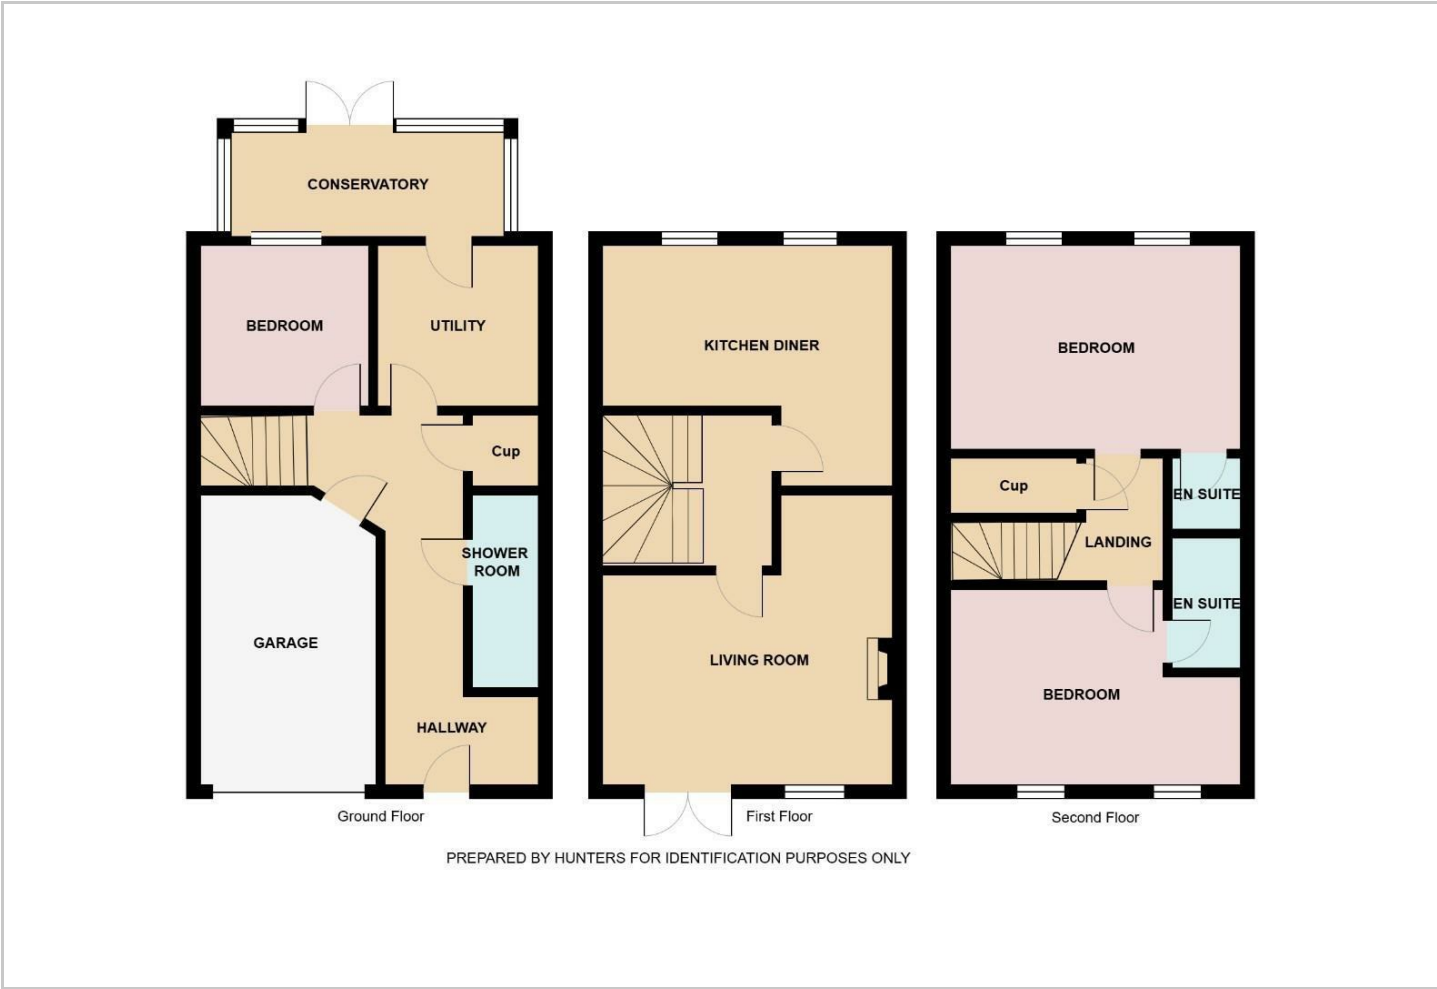 CONSERVATORY
BEDROOM
UTILITY
Cup
SHOWER
ROOM
GARAGE
HALLWAY
Ground Floor
KITCHEN DINER
LIVING ROOM
First Floor
BEDROOM
Cup
EN SUITE
LANDING
EN SUITE
BEDROOM
Second Floor
PREPARED BY HUNTERS FOR IDENTIFICATION PURPOSES ONLY